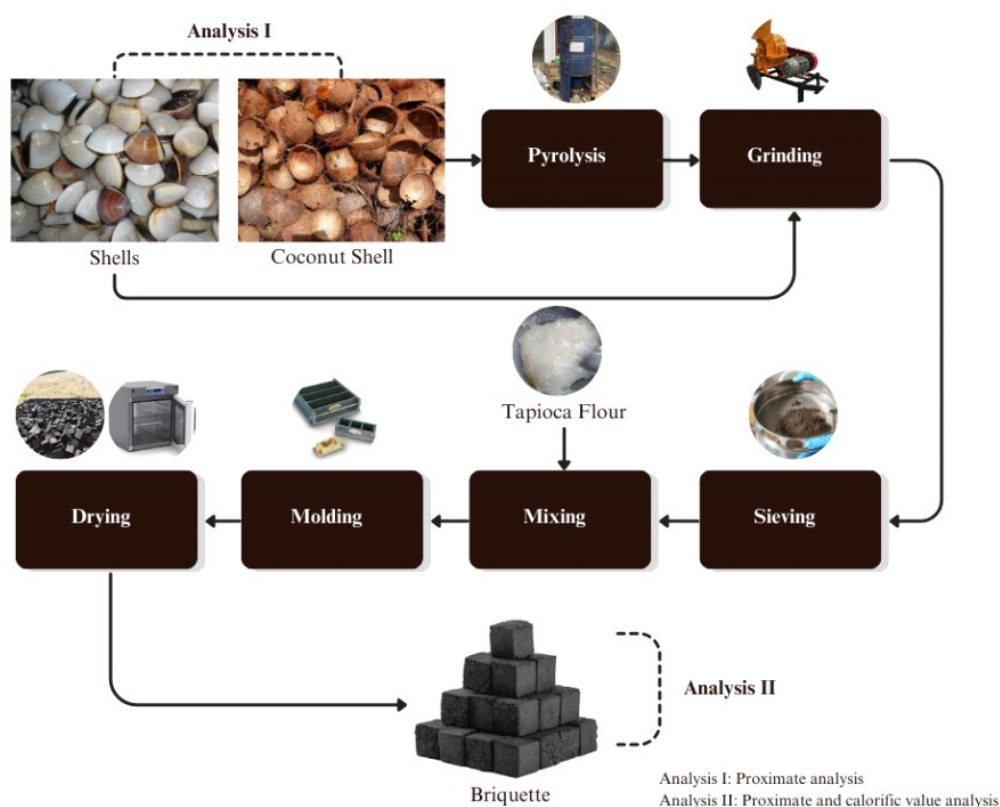 Analysis I
Pyrolysis
Grinding
Shells
Coconut Shell
Tapioca Flour
Drying
Molding
Mixing
Sieving
Analysis II
Briquette
Analysis I: Proximate analysis
Analysis II: Proximate and calorific value analysis